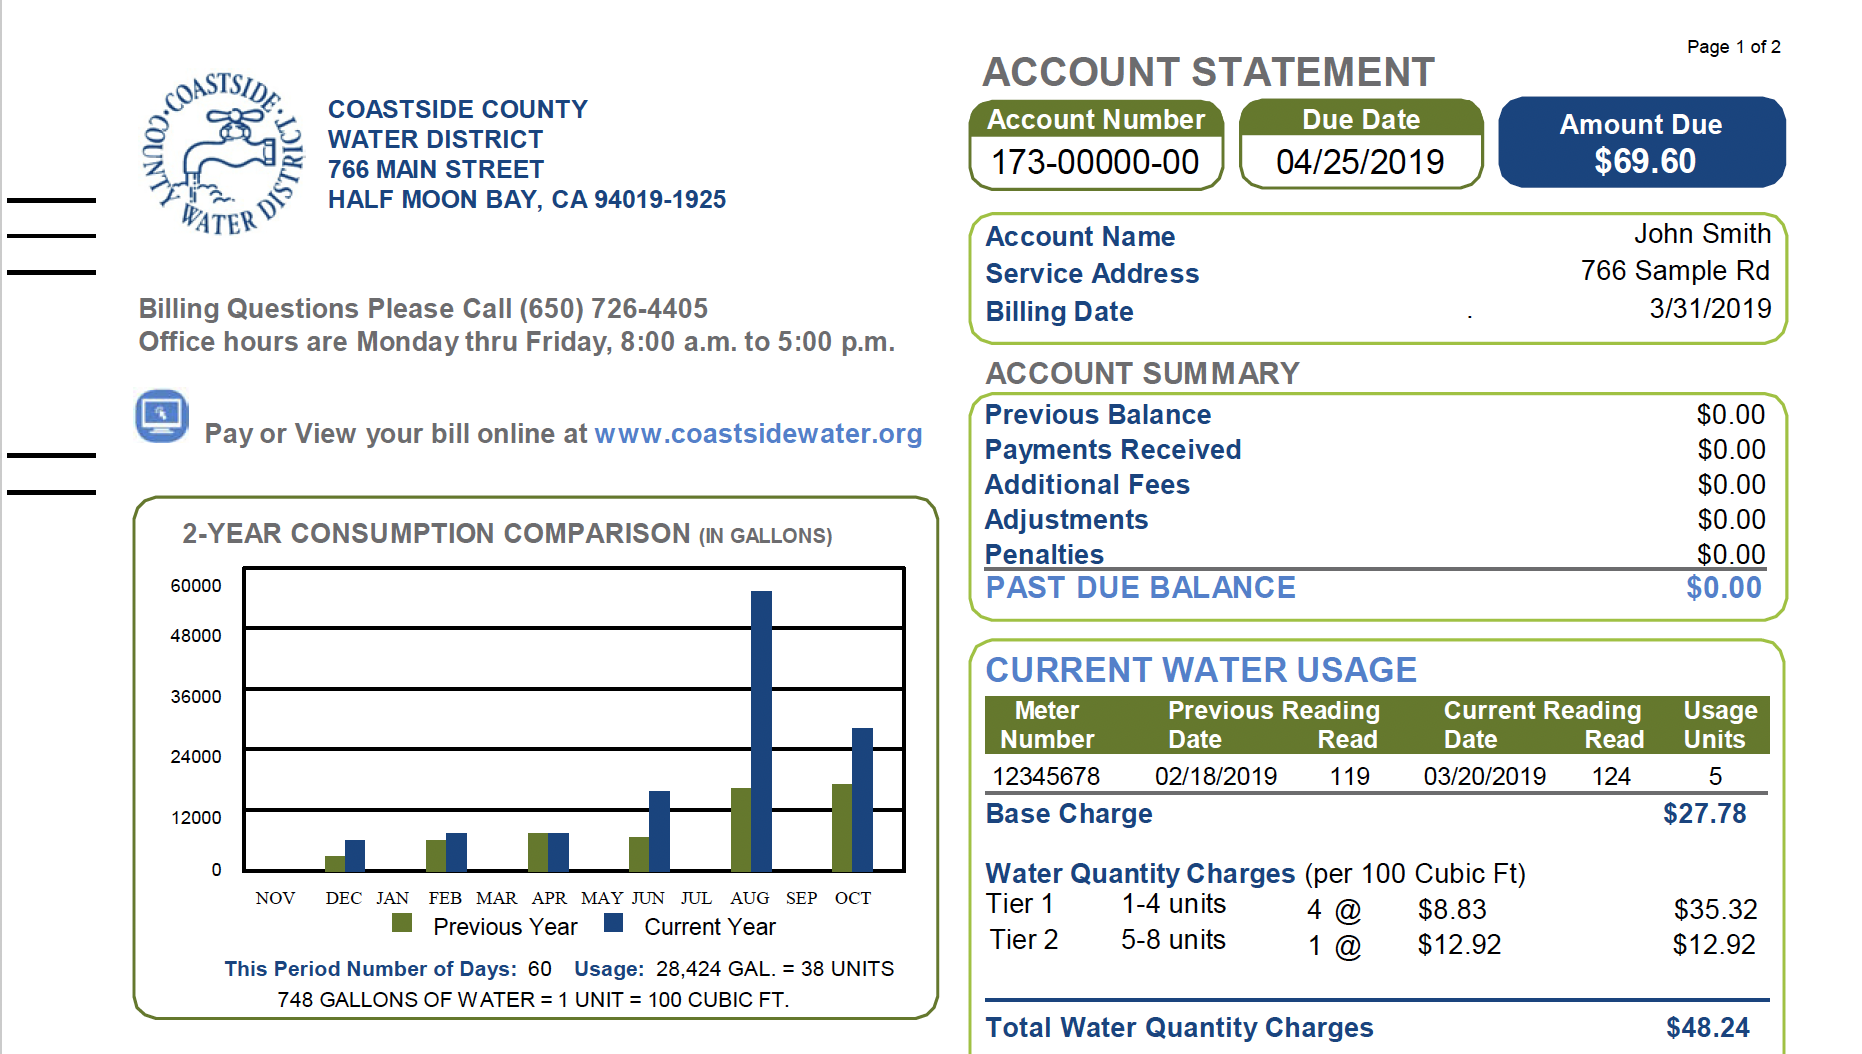 Page 1 of 2
COASTSIDE COUNTY WATER DISTRICT
COASTSIDE COUNTY
WATER DISTRICT
766 MAIN STREET
HALF MOON BAY, CA 94019-1925
Billing Questions Please Call (650) 726-4405
Office hours are Monday thru Friday, 8:00 a.m. to 5:00 p.m.
Pay or View your bill online at www.coastsidewater.org
2-YEAR CONSUMPTION COMPARISON (IN GALLONS)
60000
48000
36000
24000
12000
0
NOV DEC JAN FEB MAR APR MAY JUN JUL AUG SEP OCT
Previous Year Current Year
This Period Number of Days: 60 Usage: 28,424 GAL. = 38 UNITS
748 GALLONS OF WATER = 1 UNIT = 100 CUBIC FT.
ACCOUNT STATEMENT
Account Number Due Date Amount Due
173-00000-00 04/25/2019 $69.60
Account Name John Smith
Service Address 766 Sample Rd
Billing Date . 3/31/2019
ACCOUNT SUMMARY
Previous Balance $0.00
Payments Received $0.00
Additional Fees $0.00
Adjustments $0.00
Penalties $0.00
PAST DUE BALANCE $0.00
CURRENT WATER USAGE
Meter Previous Reading Current Reading Usage
Number Date Read Date Read Units
12345678 02/18/2019 119 03/20/2019 124 5
Base Charge $27.78
Water Quantity Charges (per 100 Cubic Ft)
Tier 1 1-4 units 4 @ $8.83 $35.32
Tier 2 5-8 units 1 @ $12.92 $12.92
Total Water Quantity Charges $48.24